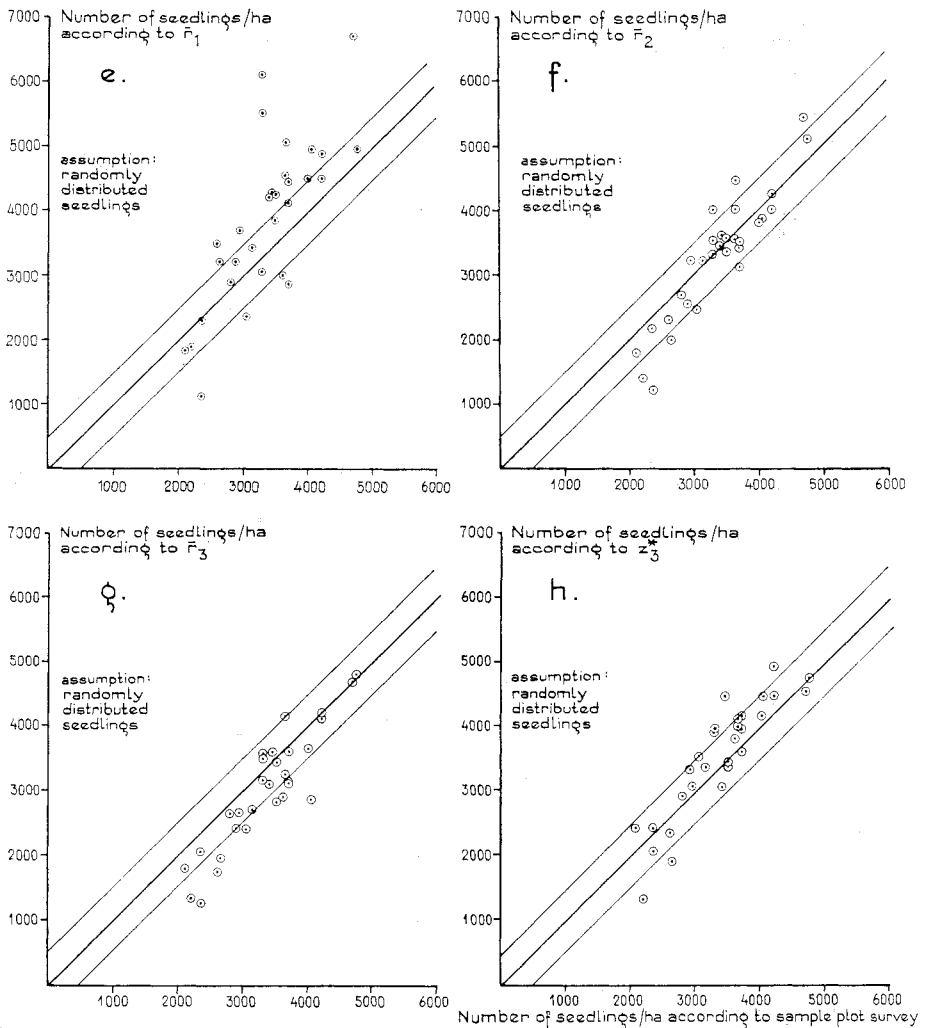 7000
Number of seedlings/ha
according to r̄₁
e.
6000
5000
assumption:
randomly
distributed
seedlings
4000
3000
2000
1000
1000 2000 3000 4000 5000 6000
7000
Number of seedlings/ha
according to r̄₂
f.
6000
5000
assumption:
randomly
distributed
seedlings
4000
3000
2000
1000
1000 2000 3000 4000 5000 6000
7000
Number of seedlings/ha
according to r̄₃
g.
6000
5000
assumption:
randomly
distributed
seedlings
4000
3000
2000
1000
1000 2000 3000 4000 5000 6000
7000
Number of seedlings/ha
according to z*₃
h.
6000
5000
assumption:
randomly
distributed
seedlings
4000
3000
2000
1000
1000 2000 3000 4000 5000 6000
Number of seedlings/ha according to sample plot survey